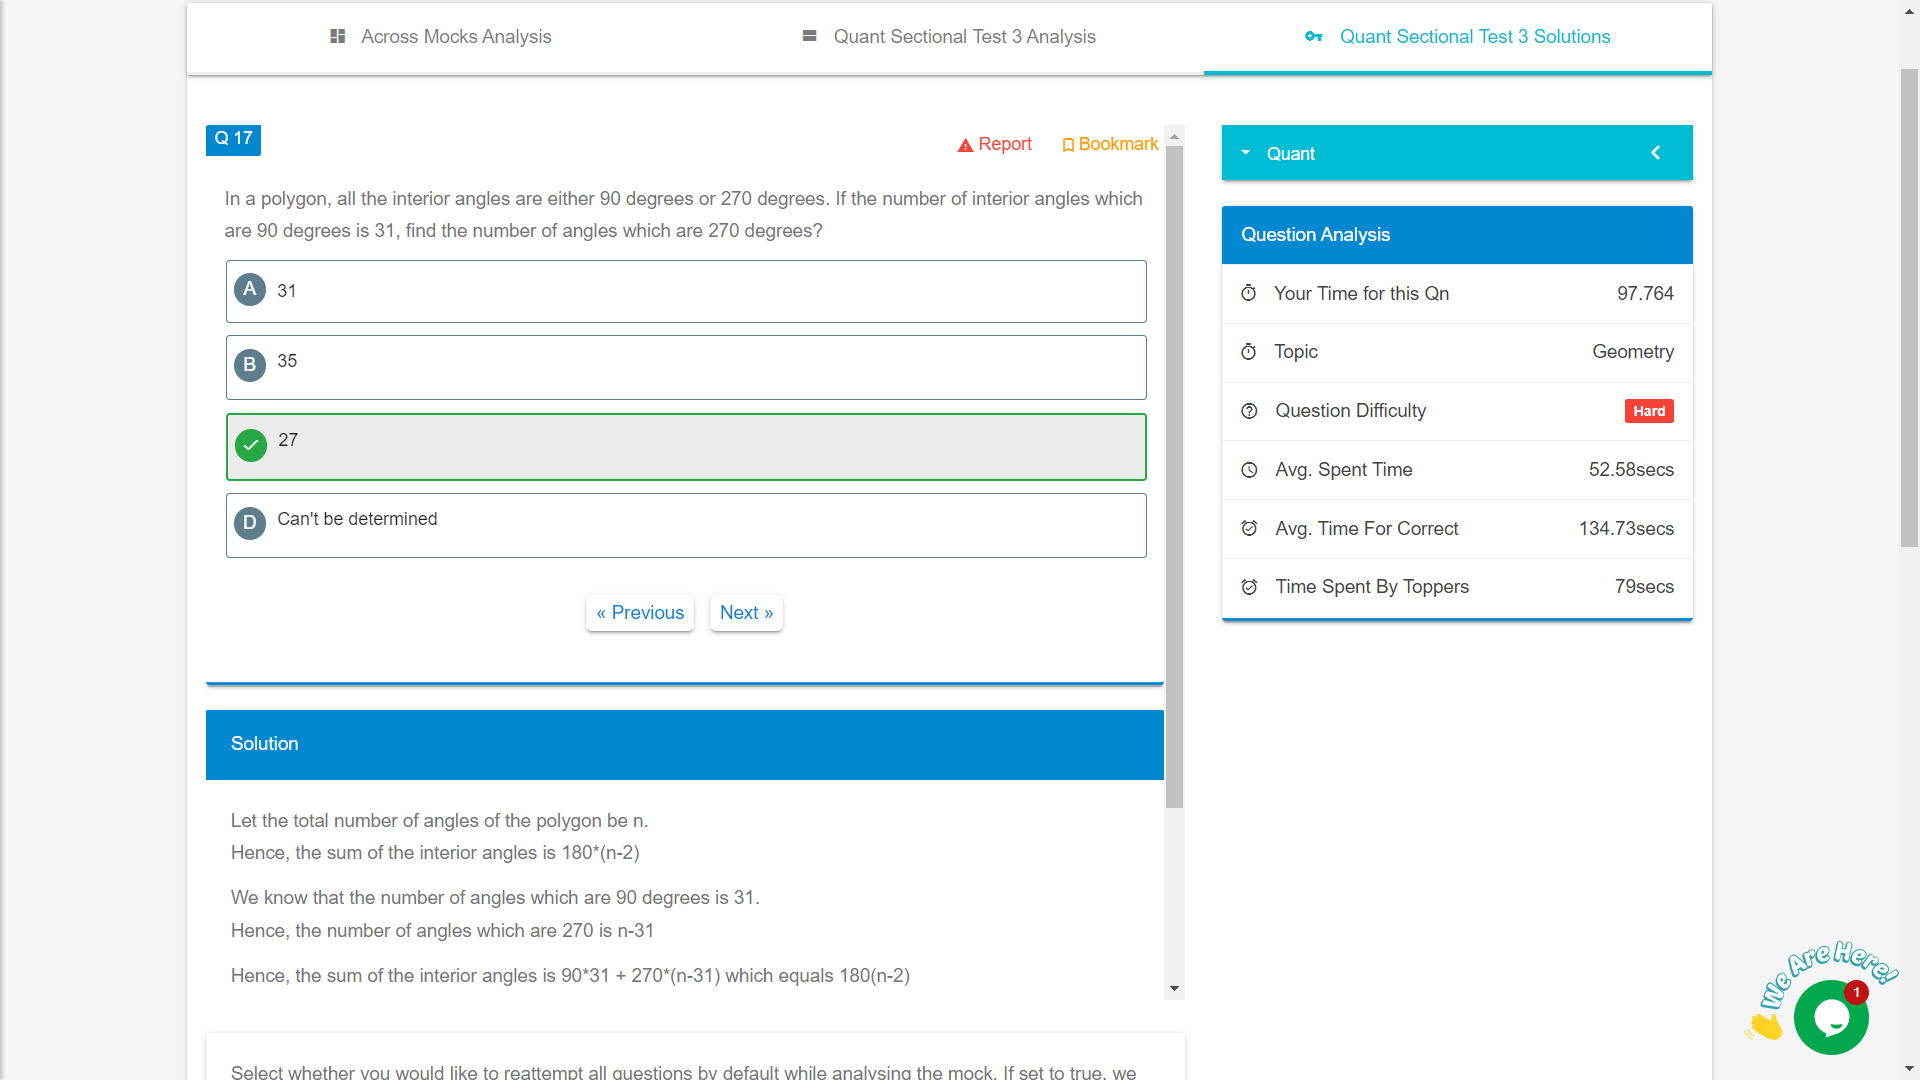 Across Mocks Analysis
Quant Sectional Test 3 Analysis
Quant Sectional Test 3 Solutions
Q 17
Report
Bookmark
In a polygon, all the interior angles are either 90 degrees or 270 degrees. If the number of interior angles which
are 90 degrees is 31, find the number of angles which are 270 degrees?
A 31
B 35
27
D Can't be determined
« Previous
Next »
Solution
Let the total number of angles of the polygon be n.
Hence, the sum of the interior angles is 180*(n-2)
We know that the number of angles which are 90 degrees is 31.
Hence, the number of angles which are 270 is n-31
Hence, the sum of the interior angles is 90*31 + 270*(n-31) which equals 180(n-2)
Select whether you would like to reattempt all questions by default while analysing the mock. If set to true, we
Quant
Question Analysis
Your Time for this Qn 97.764
Topic Geometry
Question Difficulty Hard
Avg. Spent Time 52.58secs
Avg. Time For Correct 134.73secs
Time Spent By Toppers 79secs
We Are Here!
1